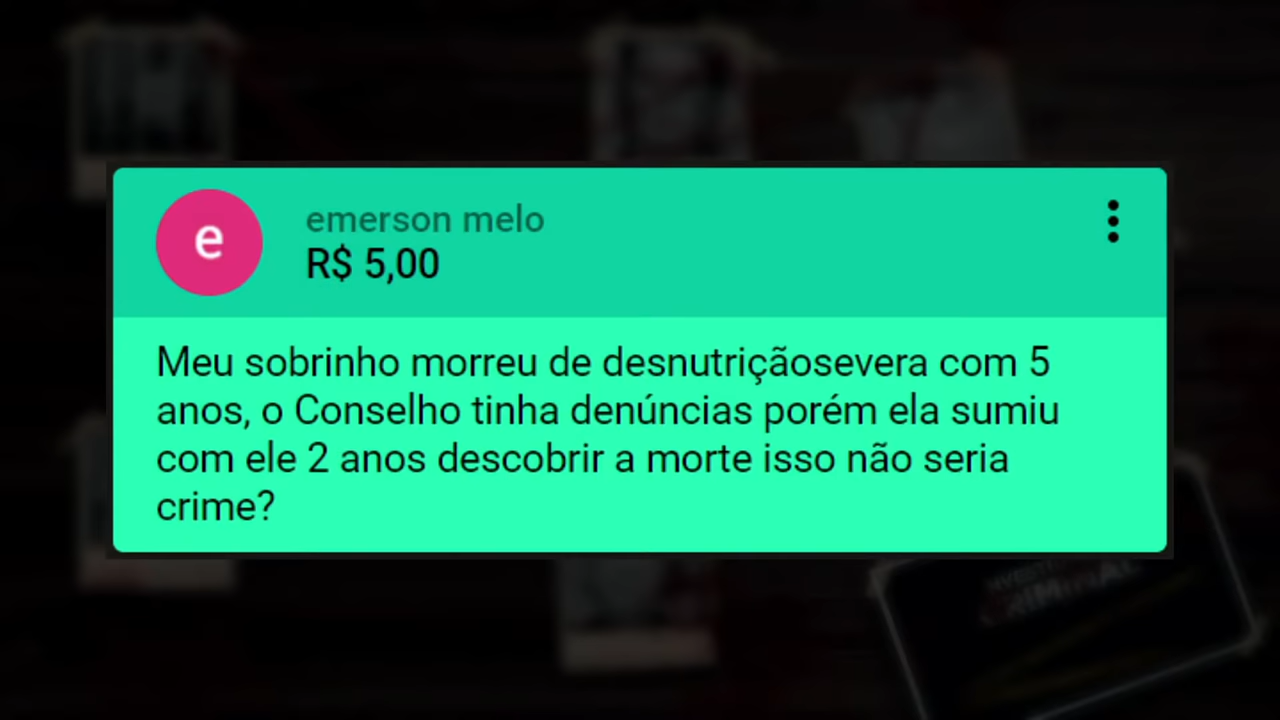 e
emerson melo
R$ 5,00
Meu sobrinho morreu de desnutriçãosevera com 5
anos, o Conselho tinha denúncias porém ela sumiu
com ele 2 anos descobrir a morte isso não seria
crime?
CRIMINAL